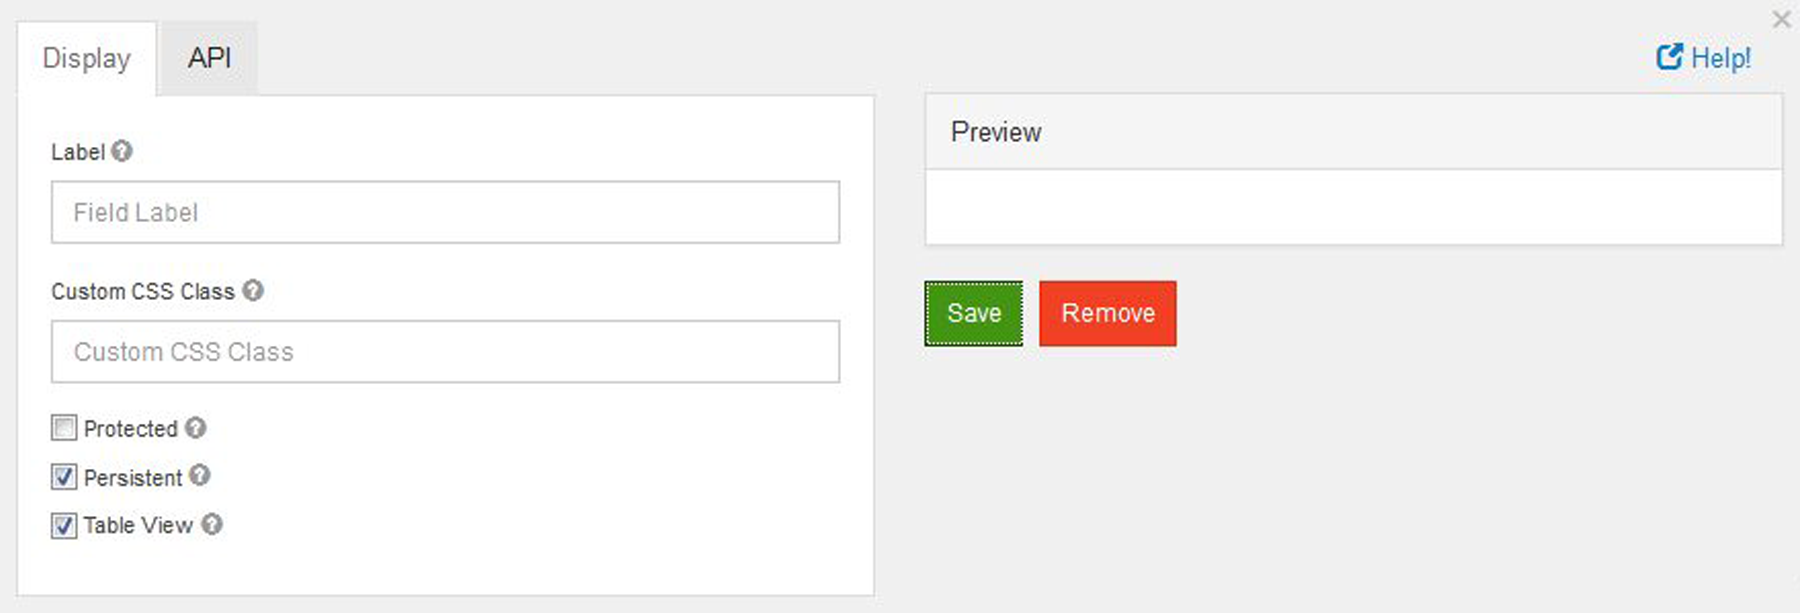 Display
API
Help!
Label
Field Label
Custom CSS Class
Custom CSS Class
Protected
Persistent
Table View
Preview
Save
Remove